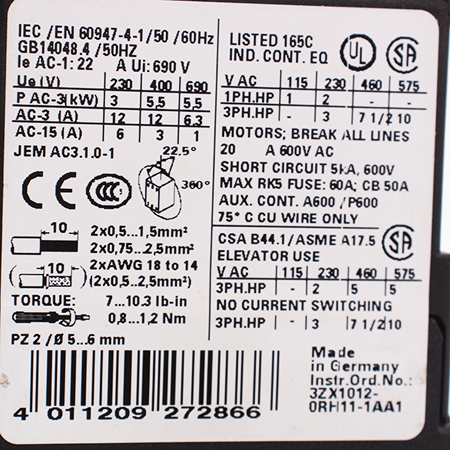 IEC /EN 60947-4-1/50 /60Hz
GB14048.4 /50HZ
Ie AC-1: 22 A Ui: 690 V
Ue (V) 230 400 690
P AC-3(kW) 3 5,5 5,5
AC-3 (A) 12 12 6,3
AC-15 (A) 6 3 1
JEM AC3.1.0-1
22,5°
360°
CE CCC
10 2x0,5...1,5mm²
2x0,75...2,5mm²
10 2xAWG 18 to 14
(2x0,5...2,5mm²)
TORQUE: 7...10.3 lb-in
0,8...1,2 Nm
PZ 2 / Ø 5...6 mm
4 011209 272866
LISTED 165C
IND. CONT. EQ
UL SA
V AC 115 230 460 575
1PH.HP 1 2 - -
3PH.HP - 3 7 1/2 10
MOTORS; BREAK ALL LINES
20 A 600V AC
SHORT CIRCUIT 5kA, 600V
MAX RK5 FUSE: 60A; CB 50A
AUX. CONT. A600 /P600
75° C CU WIRE ONLY
CSA B44.1/ASME A17.5
SA
ELEVATOR USE
V AC 115 230 460 575
3PH.HP - 2 5 5
NO CURRENT SWITCHING
3PH.HP - 3 7 1/2 10
Made
in Germany
Instr.Ord.No.:
3ZX1012-
0RH11-1AA1